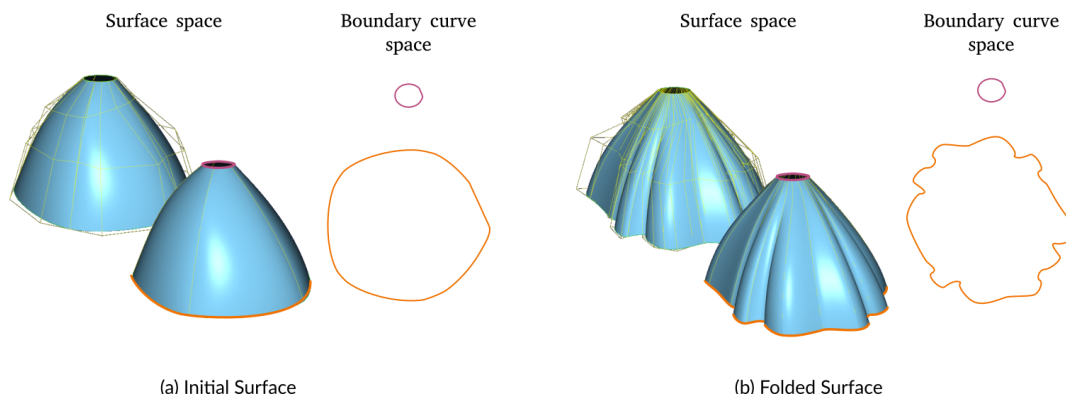 Surface space
Boundary curve
space
Surface space
Boundary curve
space
(a) Initial Surface
(b) Folded Surface